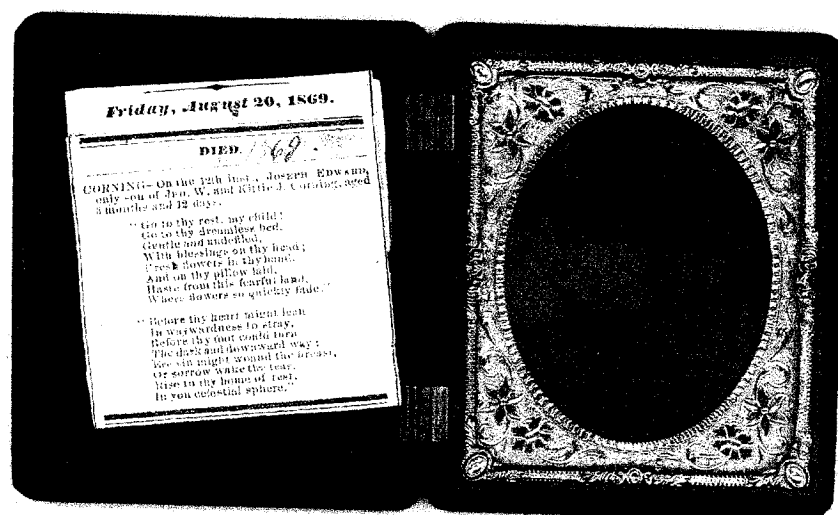 Friday, August 20, 1869.
DIED. 1869.
CORNING—On the 12th inst., JOSEPH EDWARD,
only son of Jno. W. and Kittie J. Corning, aged
months and 12 days.
"Go to thy rest, my child!
Go to thy dreamless bed,
Gentle and undefiled,
With blessings on thy head;
Fresh flowers in thy hand,
And on thy pillow laid,
Haste from this fearful land,
Where flowers so quickly fade."
"Before thy heart might lean
In waywardness to stray,
Before thy foot could turn
The dark and downward way;
Ere sin might wound the breast,
Or sorrow wake the tear,
Rise to thy home of rest,
In yon celestial sphere."